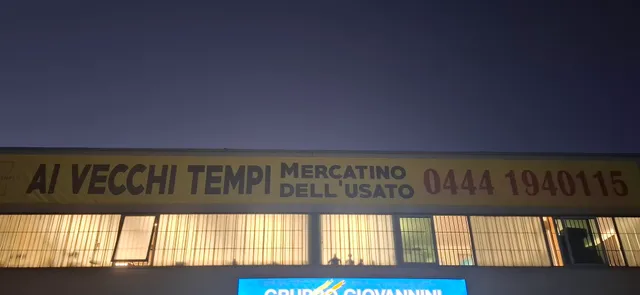 AI VECCHI TEMPI MERCATINO DELL'USATO 0444 1940115
GRUPPO GIOVANNINI